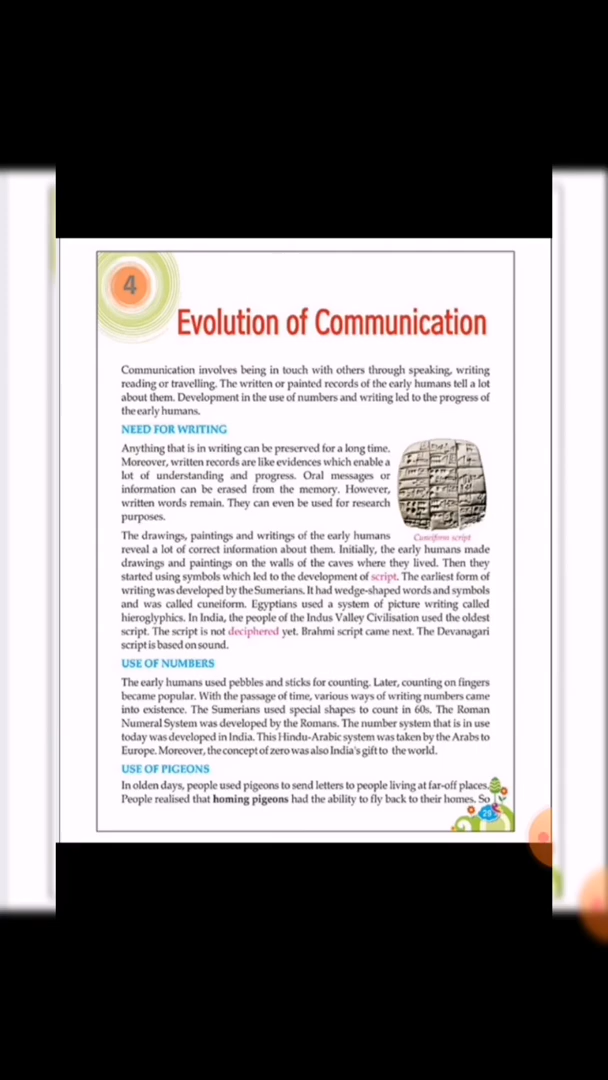 4
Evolution of Communication
Communication involves being in touch with others through speaking, writing
reading or travelling. The written or painted records of the early humans tell a lot
about them. Development in the use of numbers and writing led to the progress of
the early humans.
NEED FOR WRITING
Anything that is in writing can be preserved for a long time.
Moreover, written records are like evidences which enable a
lot of understanding and progress. Oral messages or
information can be erased from the memory. However,
written words remain. They can even be used for research
purposes.
Cuneiform script
The drawings, paintings and writings of the early humans
reveal a lot of correct information about them. Initially, the early humans made
drawings and paintings on the walls of the caves where they lived. Then they
started using symbols which led to the development of script. The earliest form of
writing was developed by the Sumerians. It had wedge-shaped words and symbols
and was called cuneiform. Egyptians used a system of picture writing called
hieroglyphics. In India, the people of the Indus Valley Civilisation used the oldest
script. The script is not deciphered yet. Brahmi script came next. The Devanagari
script is based on sound.
USE OF NUMBERS
The early humans used pebbles and sticks for counting. Later, counting on fingers
became popular. With the passage of time, various ways of writing numbers came
into existence. The Sumerians used special shapes to count in 60s. The Roman
Numeral System was developed by the Romans. The number system that is in use
today was developed in India. This Hindu-Arabic system was taken by the Arabs to
Europe. Moreover, the concept of zero was also India's gift to the world.
USE OF PIGEONS
In olden days, people used pigeons to send letters to people living at far-off places.
People realised that homing pigeons had the ability to fly back to their homes. So